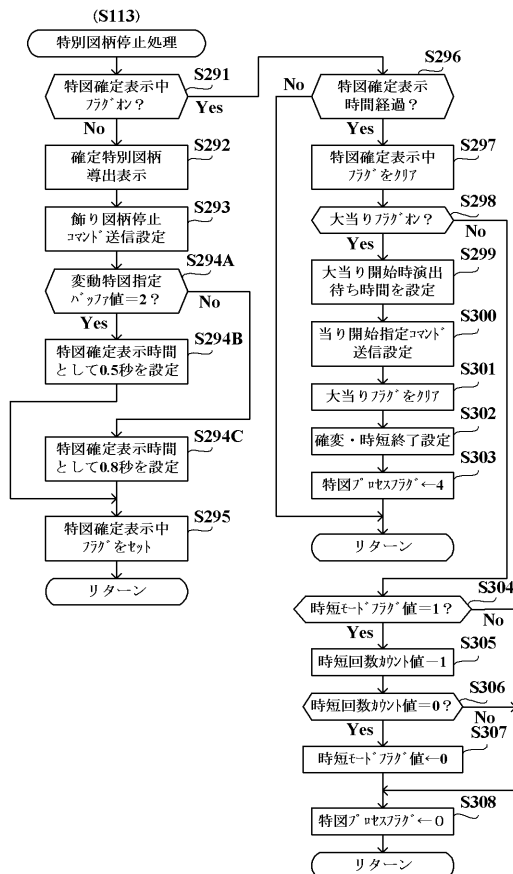 (S113)
特別図柄停止処理
S291
特図確定表示中
ﾌﾗｸﾞｵﾝ?
Yes
No
S292
確定特別図柄
導出表示
S293
飾り図柄停止
ｺﾏﾝﾄﾞ送信設定
S294A
変動特図指定
ﾊﾞｯﾌｧ値=2?
No
Yes
S294B
特図確定表示時間
として0.5秒を設定
S294C
特図確定表示時間
として0.8秒を設定
S295
特図確定表示中
ﾌﾗｸﾞをｾｯﾄ
リターン
S296
特図確定表示
時間経過?
No
Yes
S297
特図確定表示中
ﾌﾗｸﾞをｸﾘｱ
S298
大当りﾌﾗｸﾞｵﾝ?
No
Yes
S299
大当り開始時演出
待ち時間を設定
S300
当り開始指定ｺﾏﾝﾄﾞ
送信設定
S301
大当りﾌﾗｸﾞをｸﾘｱ
S302
確変・時短終了設定
S303
特図ﾌﾟﾛｾｽﾌﾗｸﾞ←4
リターン
S304
時短ﾓｰﾄﾞﾌﾗｸﾞ値=1?
No
Yes
S305
時短回数ｶｳﾝﾄ値−1
S306
時短回数ｶｳﾝﾄ値=0?
No
Yes
S307
時短ﾓｰﾄﾞﾌﾗｸﾞ値←0
S308
特図ﾌﾟﾛｾｽﾌﾗｸﾞ←0
リターン